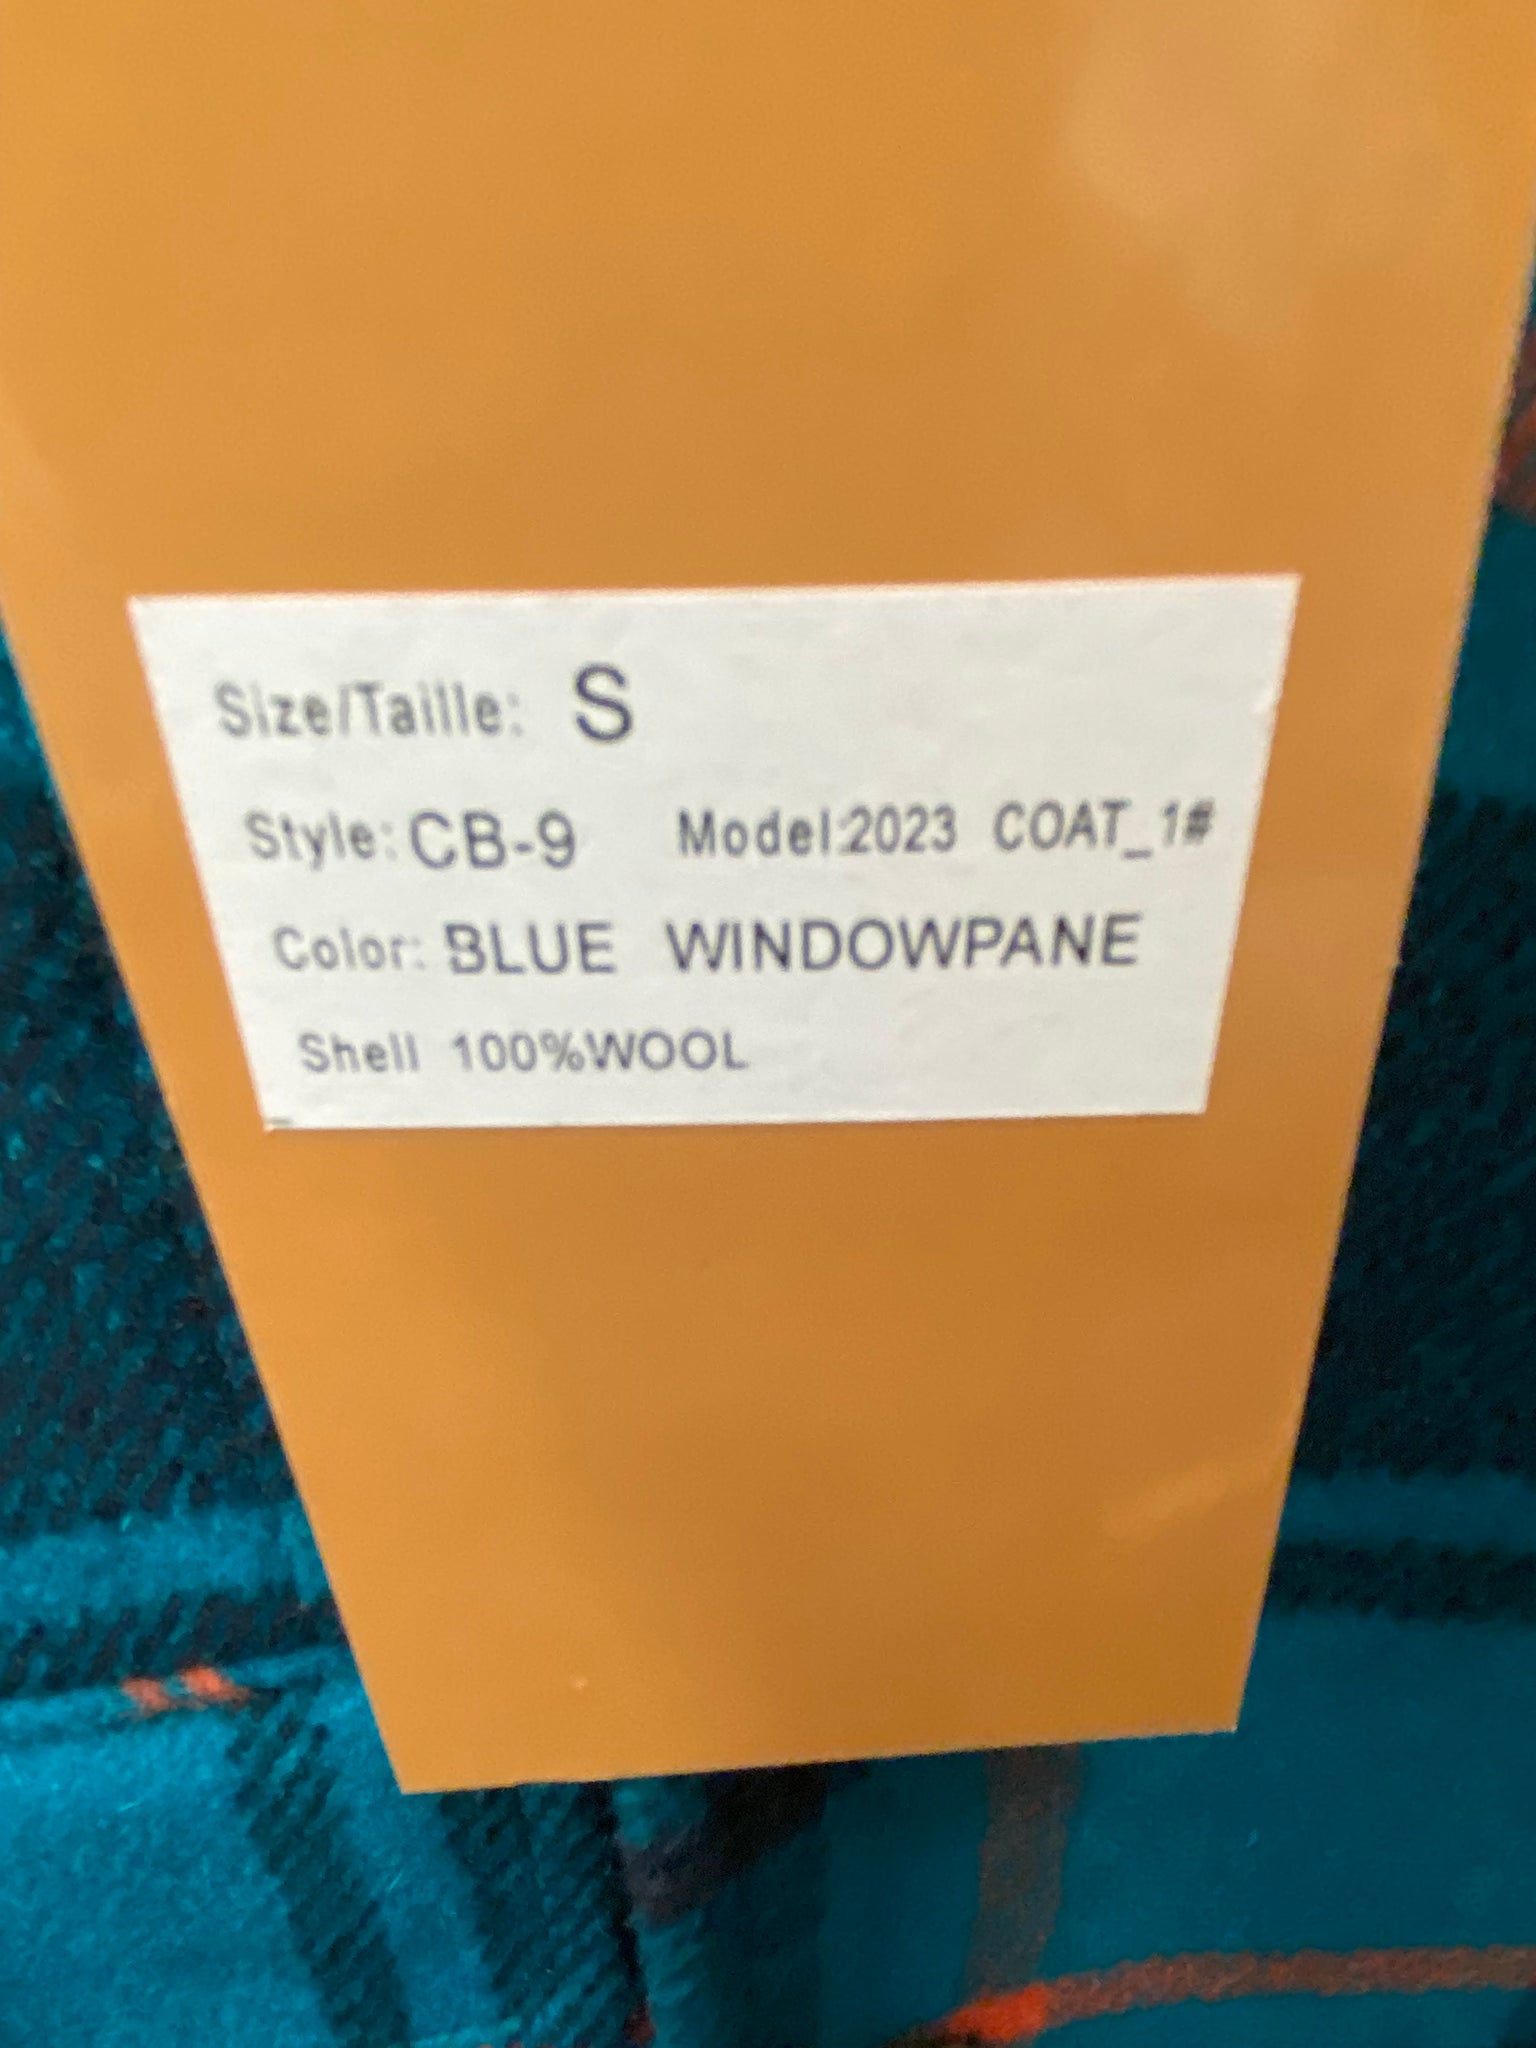 Size/Taille: S
Style: CB-9 Model:2023 COAT_1#
Color: BLUE WINDOWPANE
Shell 100%WOOL